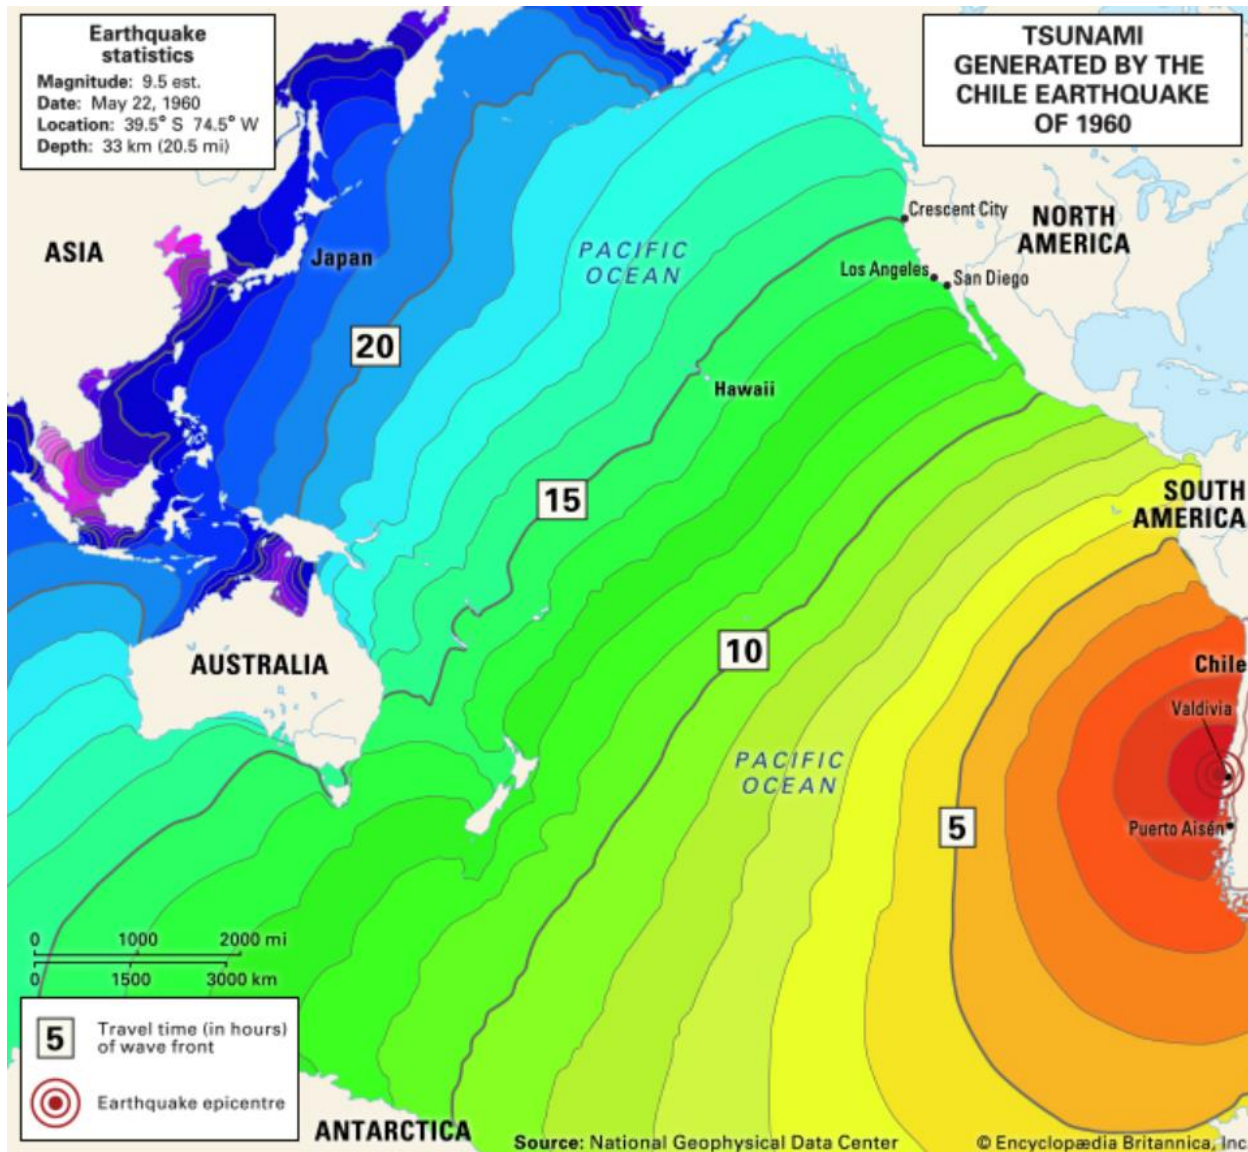 Earthquake
statistics
Magnitude: 9.5 est.
Date: May 22, 1960
Location: 39.5° S 74.5° W
Depth: 33 km (20.5 mi)
TSUNAMI
GENERATED BY THE
CHILE EARTHQUAKE
OF 1960
ASIA
Japan
PACIFIC
OCEAN
Crescent City
NORTH
AMERICA
Los Angeles
San Diego
20
Hawaii
15
SOUTH
AMERICA
10
AUSTRALIA
Chile
Valdivia
PACIFIC
OCEAN
5
Puerto Aisén
0 1000 2000 mi
0 1500 3000 km
5 Travel time (in hours)
of wave front
Earthquake epicentre
ANTARCTICA
Source: National Geophysical Data Center
© Encyclopædia Britannica, Inc.